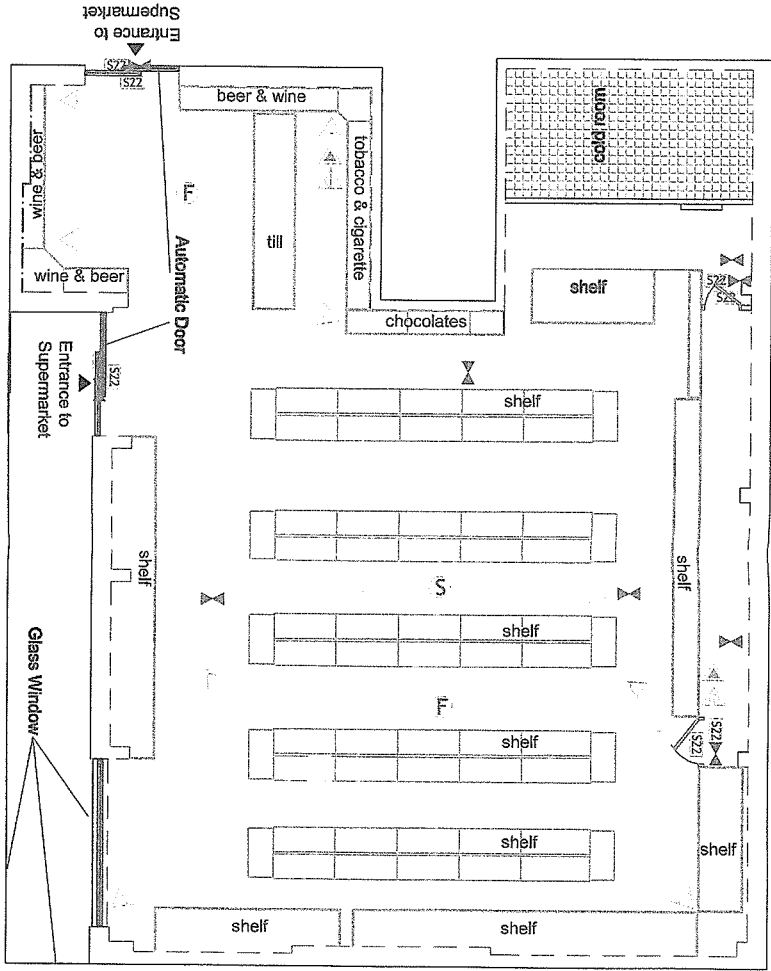 Entrance to
Supermarket
S22
S22
beer & wine
cold room
wine & beer
tobacco & cigarette
till
F
wine & beer
Automatic Door
chocolates
shelf
S22
S22
Entrance to
Supermarket
S22
shelf
shelf
shelf
S
shelf
F
shelf
S22
S22
Glass Window
shelf
shelf
shelf
shelf